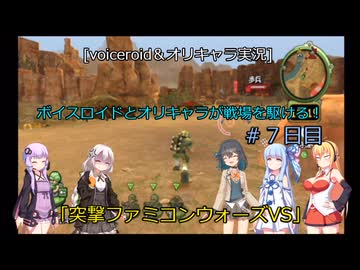 [voiceroid＆オリキャラ実況]
歩兵
ボイスロイドとオリキャラが戦場を駆ける！
＃７日目
「突撃ファミコンウォーズVS」